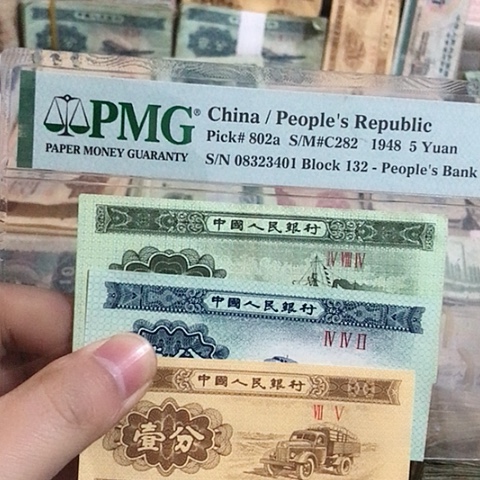 PMG®
PAPER MONEY GUARANTY
China / People's Republic
Pick# 802a S/M#C282 1948 5 Yuan
S/N 08323401 Block 132 - People's Bank
中國人民銀行
IV VIII IV
中國人民銀行
分
IV IV II
中國人民銀行
VII V
壹分